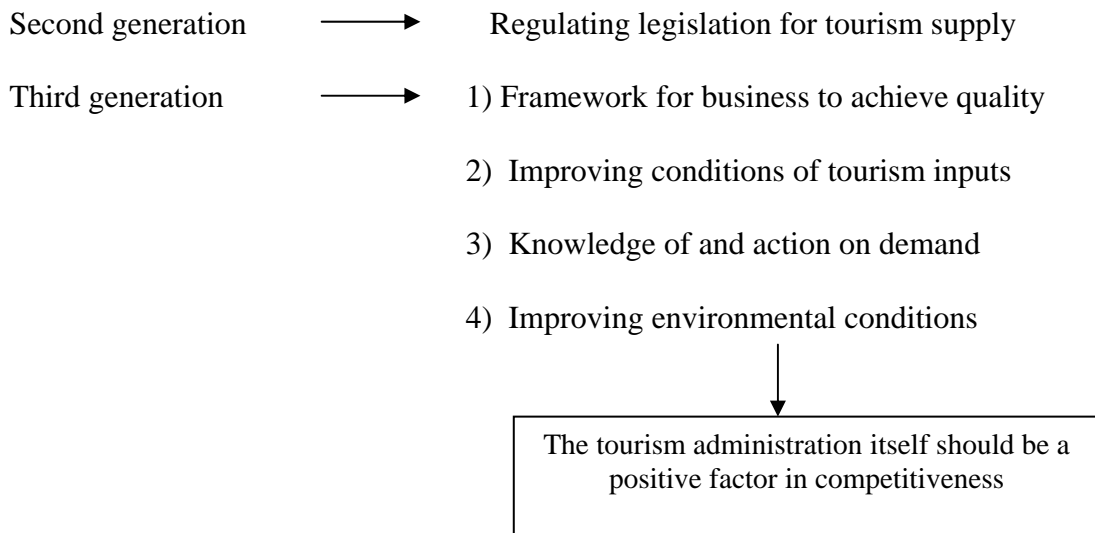 Second generation Regulating legislation for tourism supply
Third generation 1) Framework for business to achieve quality
2) Improving conditions of tourism inputs
3) Knowledge of and action on demand
4) Improving environmental conditions
The tourism administration itself should be a
positive factor in competitiveness